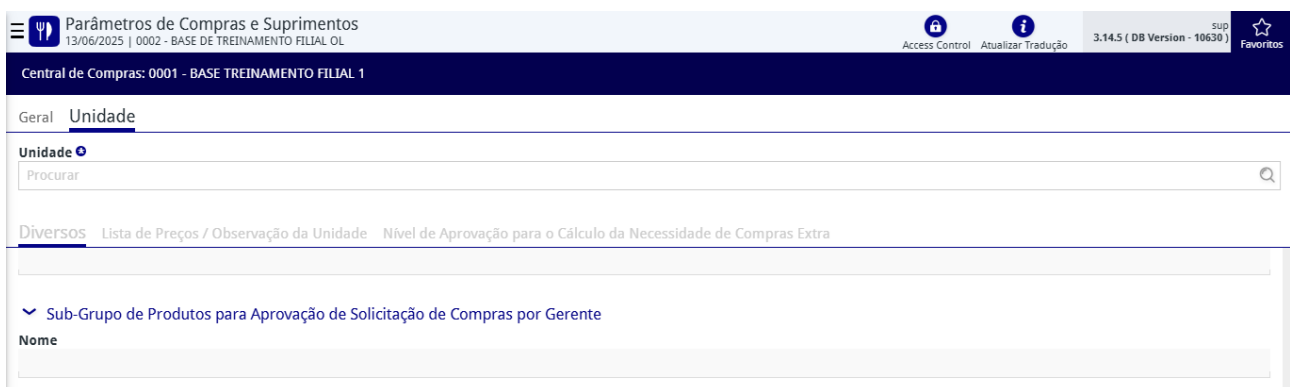 Parâmetros de Compras e Suprimentos
13/06/2025 | 0002 - BASE DE TREINAMENTO FILIAL OL
Access Control
Atualizar Tradução
sup
3.14.5 ( DB Version - 10630 )
Favoritos
Central de Compras: 0001 - BASE TREINAMENTO FILIAL 1
Geral Unidade
Unidade
Procurar
Diversos Lista de Preços / Observação da Unidade Nível de Aprovação para o Cálculo da Necessidade de Compras Extra
Sub-Grupo de Produtos para Aprovação de Solicitação de Compras por Gerente
Nome